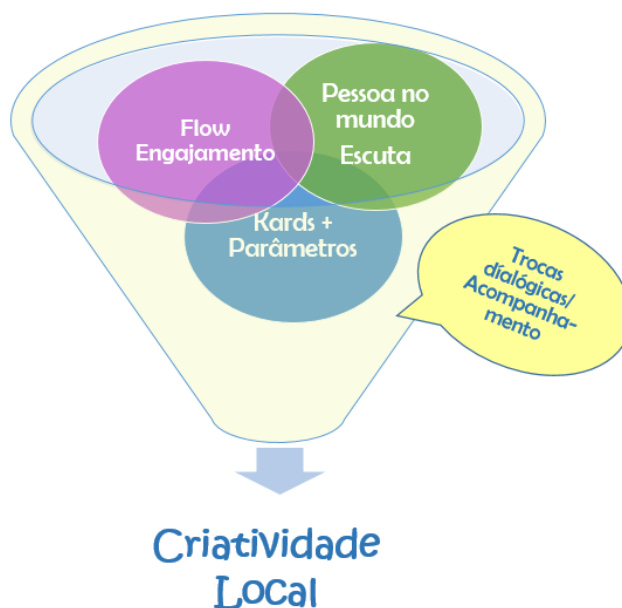 Flow
Engajamento
Pessoa no
mundo
Escuta
Kards +
Parâmetros
Trocas
dialógicas/
Acompanha-
mento
Criatividade
Local